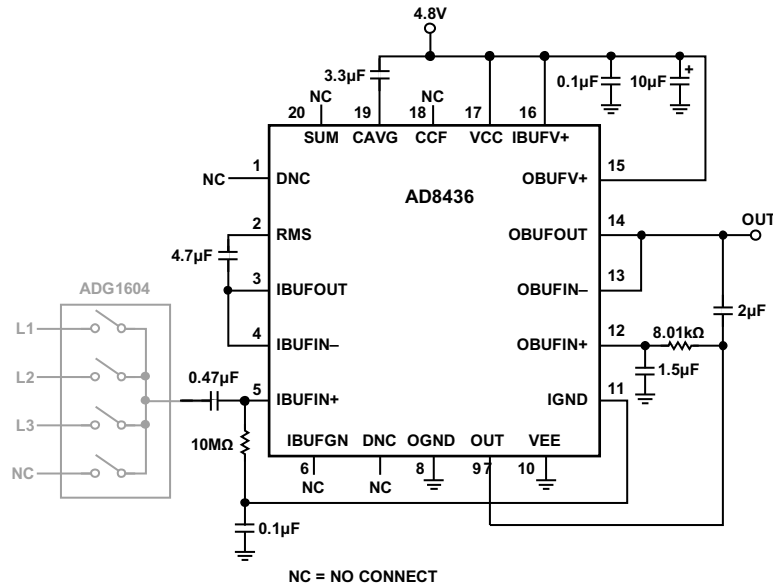 4.8V
3.3µF
0.1µF
10µF
+
NC
20
19
NC
18
17
16
SUM
CAVG
CCF
VCC
IBUFV+
NC
1
DNC
OBUFV+
15
AD8436
2
RMS
OBUFOUT
14
OUT
4.7µF
3
IBUFOUT
OBUFIN–
13
ADG1604
2µF
4
IBUFIN–
OBUFIN+
12
8.01kΩ
L1
L2
L3
NC
0.47µF
5
IBUFIN+
IGND
11
1.5µF
10MΩ
IBUFGN
DNC
OGND
OUT
VEE
6
NC
NC
8
97
10
0.1µF
NC = NO CONNECT